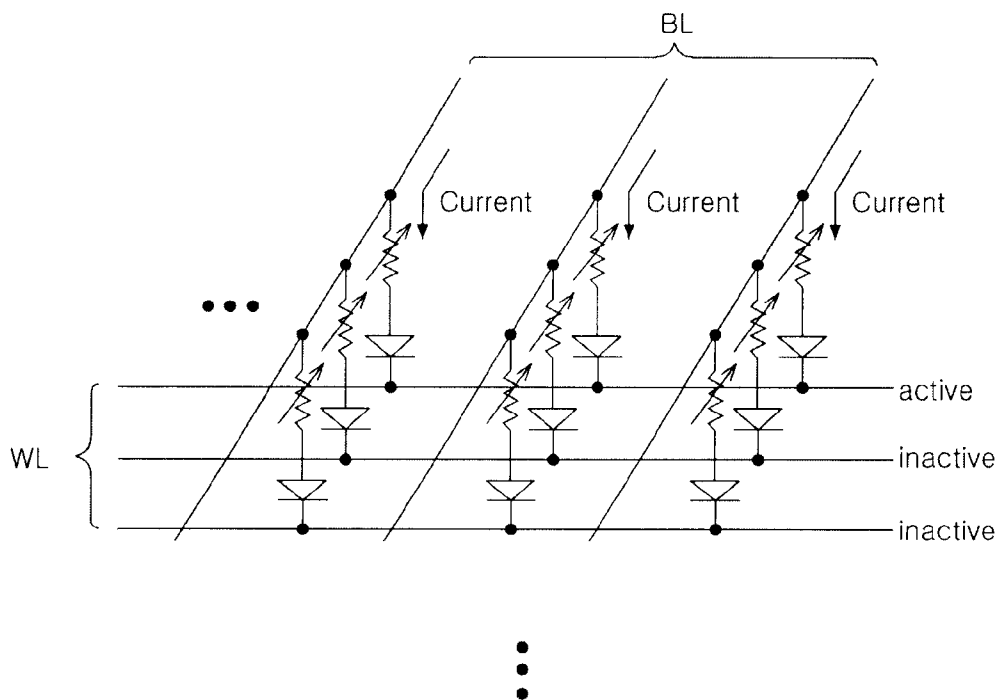 BL
Current Current Current
active
WL
inactive
inactive